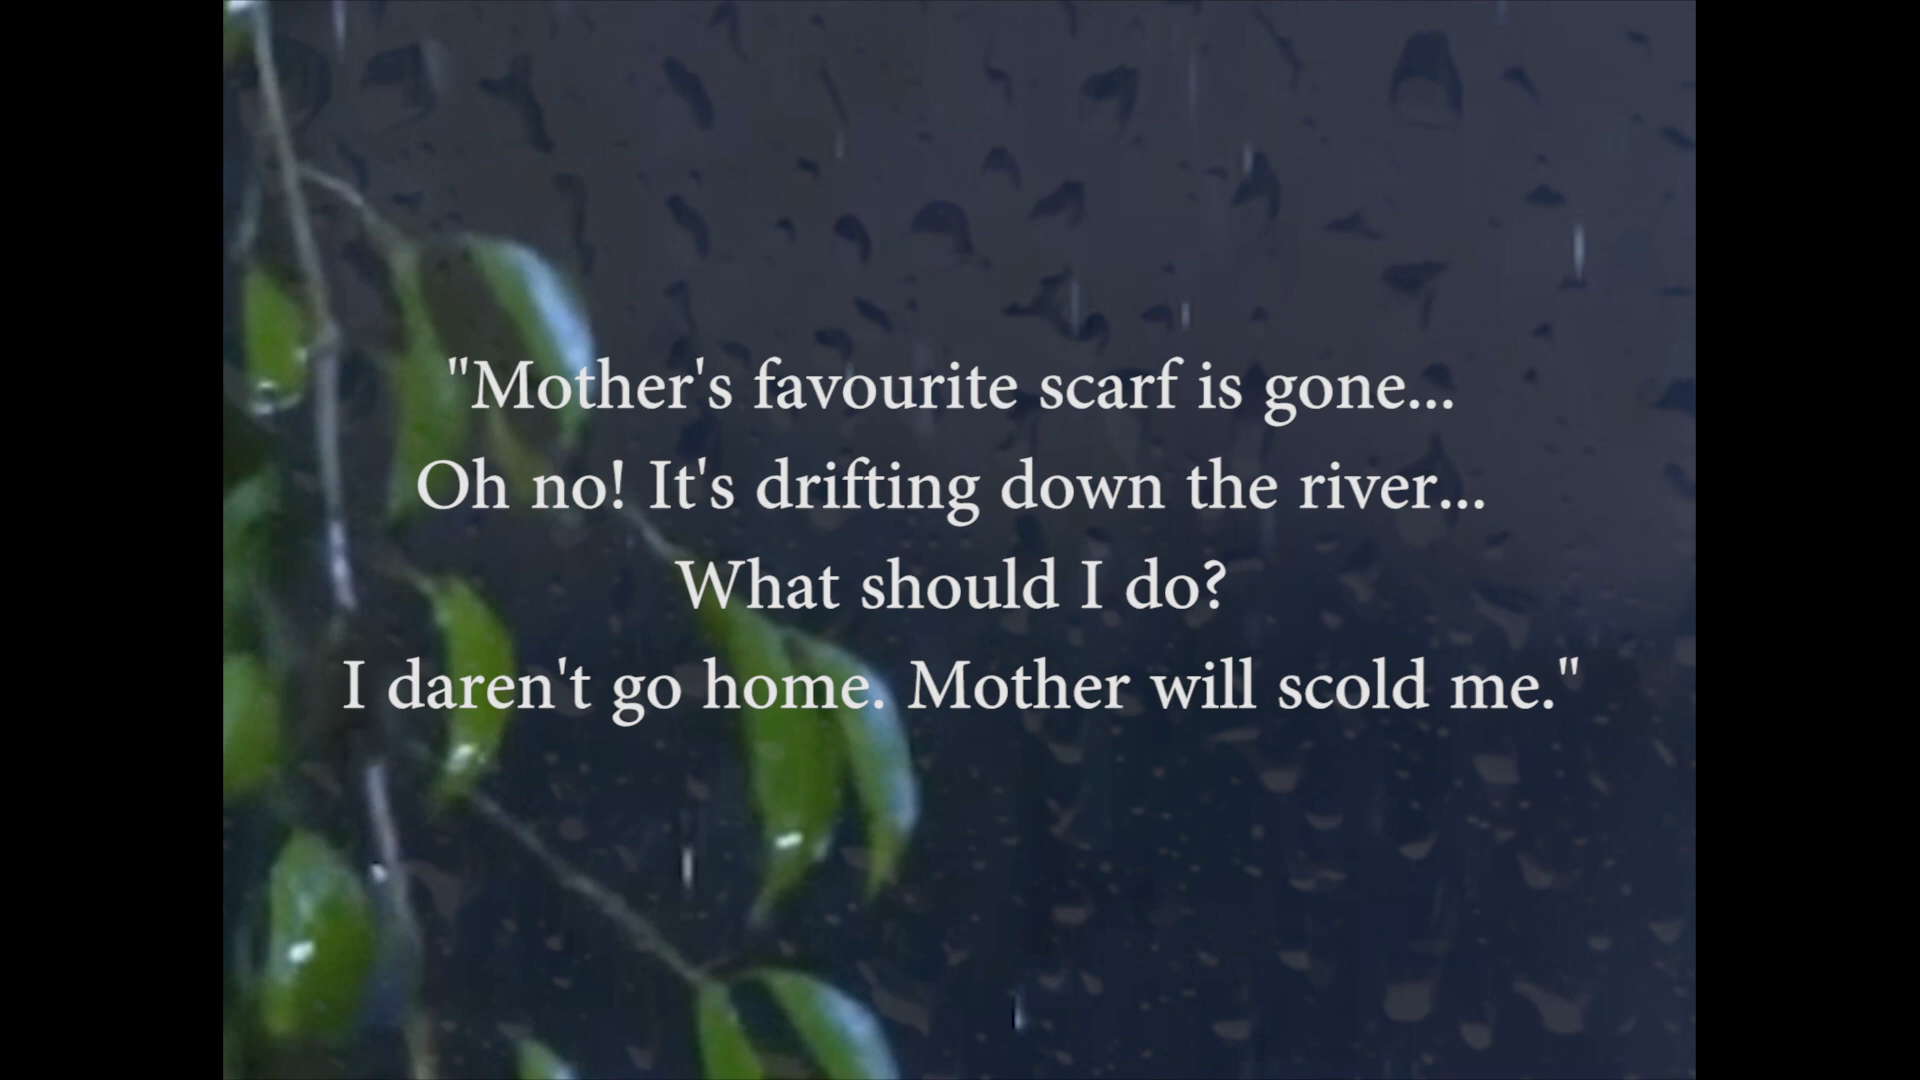 "Mother's favourite scarf is gone...
Oh no! It's drifting down the river...
What should I do?
I daren't go home. Mother will scold me."